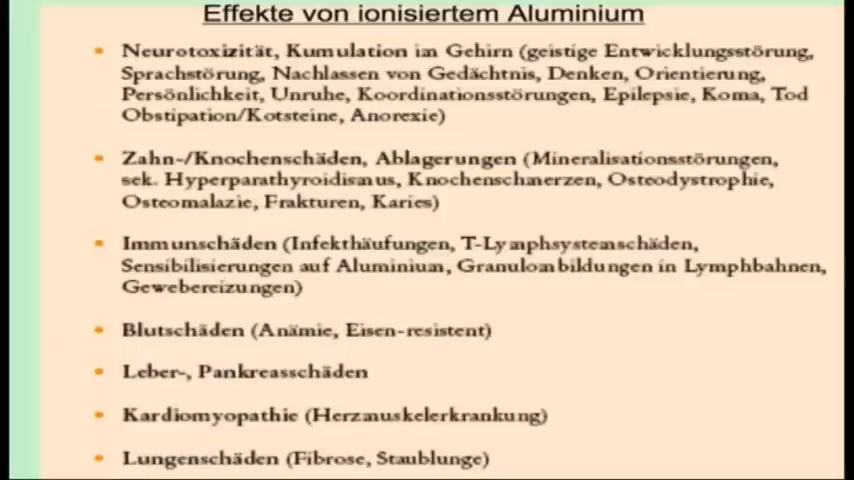 Effekte von ionisiertem Aluminium
• Neurotoxizität, Kumulation im Gehirn (geistige Entwicklungsstörung,
Sprachstörung, Nachlassen von Gedächtnis, Denken, Orientierung,
Persönlichkeit, Unruhe, Koordinationsstörungen, Epilepsie, Koma, Tod
Obstipation/Kotsteine, Anorexie)
• Zahn-/Knochenschäden, Ablagerungen (Mineralisationsstörungen,
sek. Hyperparathyroidismus, Knochenschmerzen, Osteodystrophie,
Osteomalazie, Frakturen, Karies)
• Immunschäden (Infekthäufungen, T-Lymphsystemschäden,
Sensibilisierungen auf Aluminium, Granulombildungen in Lymphbahnen,
Gewebereizungen)
• Blutschäden (Anämie, Eisen-resistent)
• Leber-, Pankreasschäden
• Kardiomyopathie (Herzmuskelerkrankung)
• Lungenschäden (Fibrose, Staublunge)